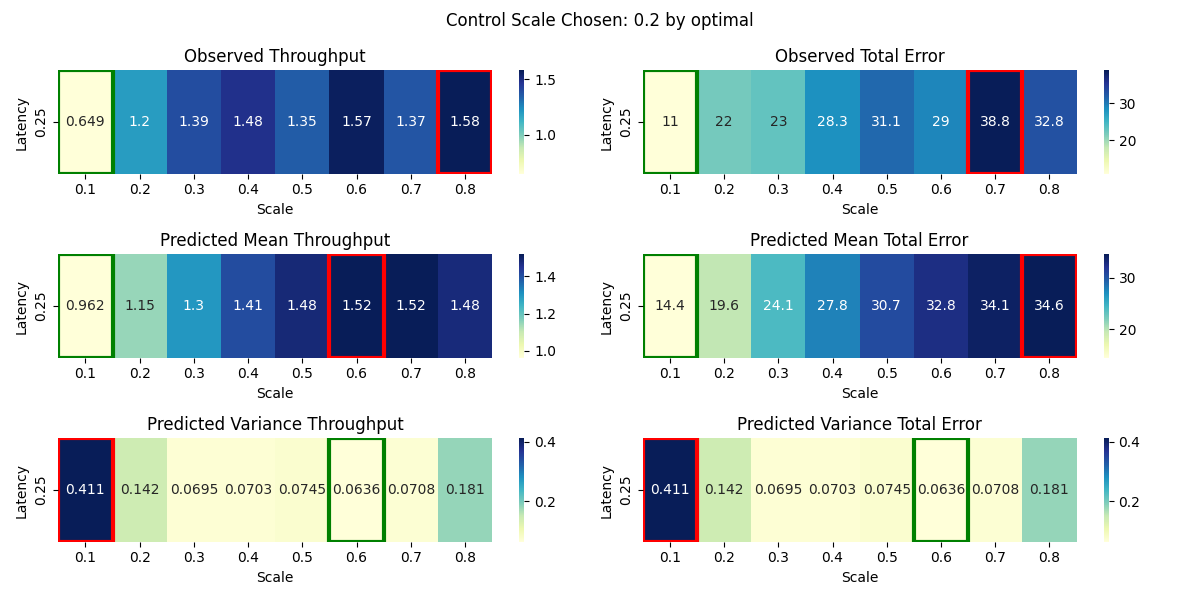 Control Scale Chosen: 0.2 by optimal
Observed Throughput
Latency
0.25
0.649 1.2 1.39 1.48 1.35 1.57 1.37 1.58
0.1 0.2 0.3 0.4 0.5 0.6 0.7 0.8
Scale
1.5
1.0
Observed Total Error
Latency
0.25
11 22 23 28.3 31.1 29 38.8 32.8
0.1 0.2 0.3 0.4 0.5 0.6 0.7 0.8
Scale
30
20
Predicted Mean Throughput
Latency
0.25
0.962 1.15 1.3 1.41 1.48 1.52 1.52 1.48
0.1 0.2 0.3 0.4 0.5 0.6 0.7 0.8
Scale
1.4
1.2
1.0
Predicted Mean Total Error
Latency
0.25
14.4 19.6 24.1 27.8 30.7 32.8 34.1 34.6
0.1 0.2 0.3 0.4 0.5 0.6 0.7 0.8
Scale
30
20
Predicted Variance Throughput
Latency
0.25
0.411 0.142 0.0695 0.0703 0.0745 0.0636 0.0708 0.181
0.1 0.2 0.3 0.4 0.5 0.6 0.7 0.8
Scale
0.4
0.2
Predicted Variance Total Error
Latency
0.25
0.411 0.142 0.0695 0.0703 0.0745 0.0636 0.0708 0.181
0.1 0.2 0.3 0.4 0.5 0.6 0.7 0.8
Scale
0.4
0.2